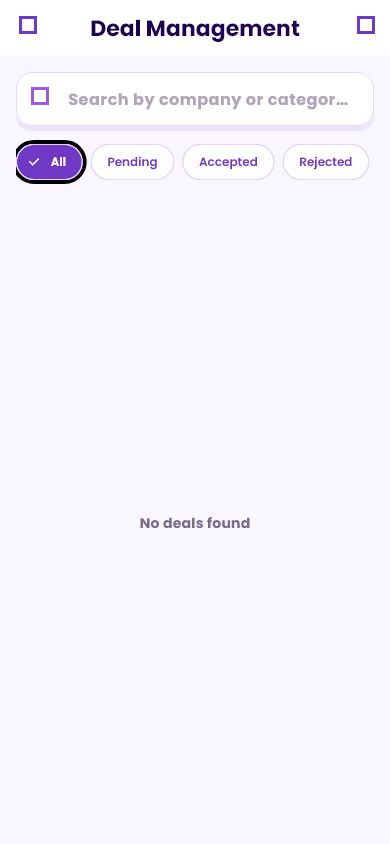 Deal Management
Search by company or categor...
All
Pending
Accepted
Rejected
No deals found